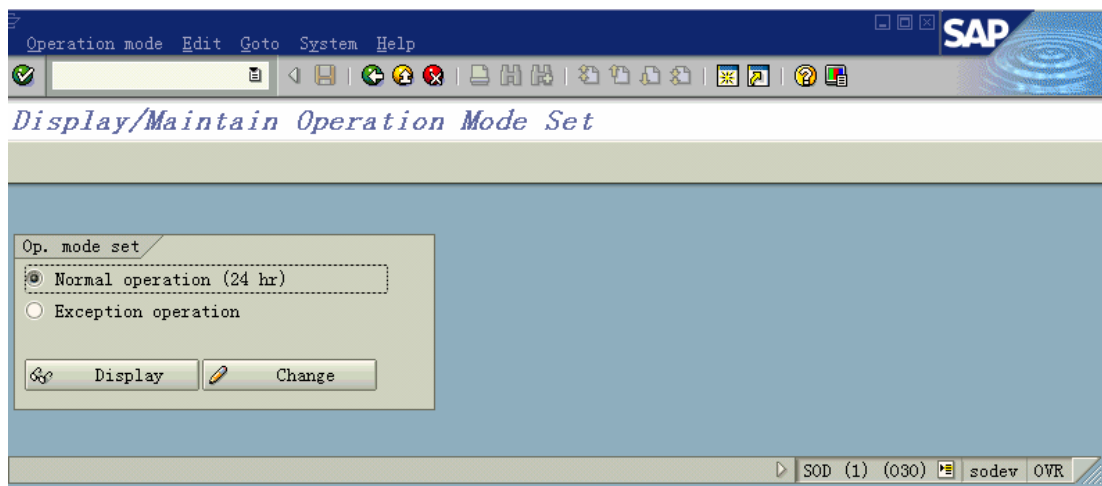 SAP
Operation mode Edit Goto System Help
Display/Maintain Operation Mode Set
Op. mode set
Normal operation (24 hr)
Exception operation
Display Change
SOD (1) (030) sodev OVR